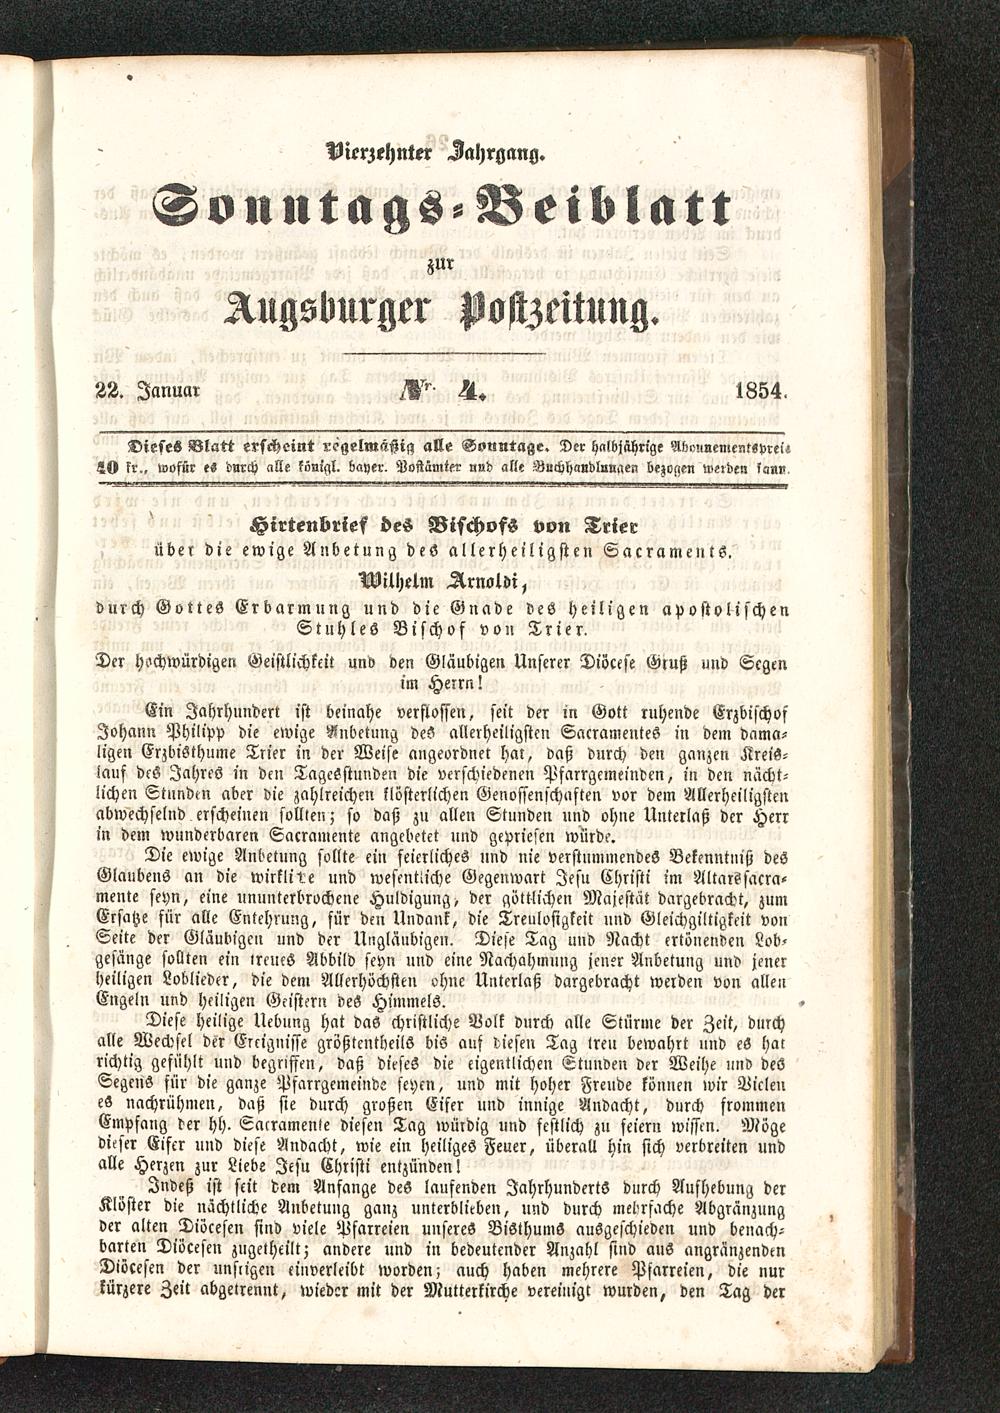 Vierzehnter Jahrgang.
Sonntags-Beiblatt
zur
Augsburger Postzeitung.
22. Januar Nr. 4. 1854.
Dieses Blatt erscheint regelmäßig alle Sonntage. Der halbjährige Abonnementspreis
40 kr., wofür es durch alle königl. bayer. Postämter und alle Buchhandlungen bezogen werden kann.
Hirtenbrief des Bischofs von Trier
über die ewige Anbetung des allerheiligsten Sacraments.
Wilhelm Arnoldi,
durch Gottes Erbarmung und die Gnade des heiligen apostolischen
Stuhles Bischof von Trier.
Der hochwürdigen Geistlichkeit und den Gläubigen Unserer Diöcese Gruß und Segen
im Herrn!
Ein Jahrhundert ist beinahe verflossen, seit der in Gott ruhende Erzbischof
Johann Philipp die ewige Anbetung des allerheiligsten Sacramentes in dem dama-
ligen Erzbisthume Trier in der Weise angeordnet hat, daß durch den ganzen Kreis-
lauf des Jahres in den Tagesstunden die verschiedenen Pfarrgemeinden, in den nächt-
lichen Stunden aber die zahlreichen klösterlichen Genossenschaften vor dem Allerheiligsten
abwechselnd erscheinen sollten; so daß zu allen Stunden und ohne Unterlaß der Herr
in dem wunderbaren Sacramente angebetet und gepriesen würde.
Die ewige Anbetung sollte ein feierliches und nie verstummendes Bekenntniß des
Glaubens an die wirkliche und wesentliche Gegenwart Jesu Christi im Altarssacra-
mente seyn, eine ununterbrochene Huldigung, der göttlichen Majestät dargebracht, zum
Ersatze für alle Entehrung, für den Undank, die Treulosigkeit und Gleichgiltigkeit von
Seite der Gläubigen und der Ungläubigen. Diese Tag und Nacht ertönenden Lob-
gesänge sollten ein treues Abbild seyn und eine Nachahmung jener Anbetung und jener
heiligen Loblieder, die dem Allerhöchsten ohne Unterlaß dargebracht werden von allen
Engeln und heiligen Geistern des Himmels.
Diese heilige Uebung hat das christliche Volk durch alle Stürme der Zeit, durch
alle Wechsel der Ereignisse größtentheils bis auf diesen Tag treu bewahrt und es hat
richtig gefühlt und begriffen, daß dieses die eigentlichen Stunden der Weihe und des
Segens für die ganze Pfarrgemeinde seyen, und mit hoher Freude können wir Vielen
es nachrühmen, daß sie durch großen Eifer und innige Andacht, durch frommen
Empfang der hh. Sacramente diesen Tag würdig und festlich zu feiern wissen. Möge
dieser Eifer und diese Andacht, wie ein heiliges Feuer, überall hin sich verbreiten und
alle Herzen zur Liebe Jesu Christi entzünden!
Indeß ist seit dem Anfange des laufenden Jahrhunderts durch Aufhebung der
Klöster die nächtliche Anbetung ganz unterblieben, und durch mehrfache Abgränzung
der alten Diöcesen sind viele Pfarreien unseres Bisthums ausgeschieden und benach-
barten Diöcesen zugetheilt; andere und in bedeutender Anzahl sind aus angränzenden
Diöcesen der unsrigen einverleibt worden; auch haben mehrere Pfarreien, die nur
kürzere Zeit abgetrennt, wieder mit der Mutterkirche vereinigt wurden, den Tag der